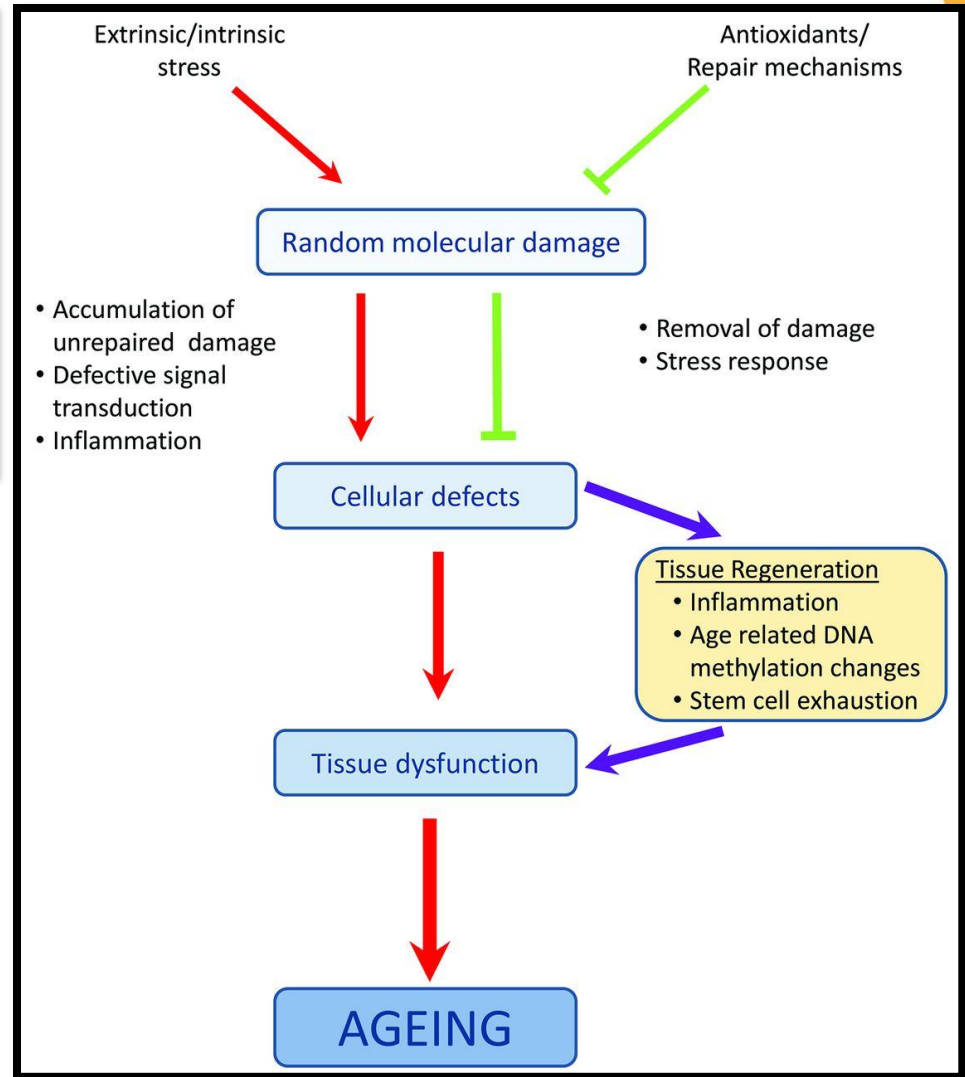 Extrinsic/intrinsic
stress
Antioxidants/
Repair mechanisms
Random molecular damage
• Accumulation of
unrepaired  damage
• Defective signal
transduction
• Inflammation
• Removal of damage
• Stress response
Cellular defects
Tissue Regeneration
• Inflammation
• Age related DNA
methylation changes
• Stem cell exhaustion
Tissue dysfunction
AGEING